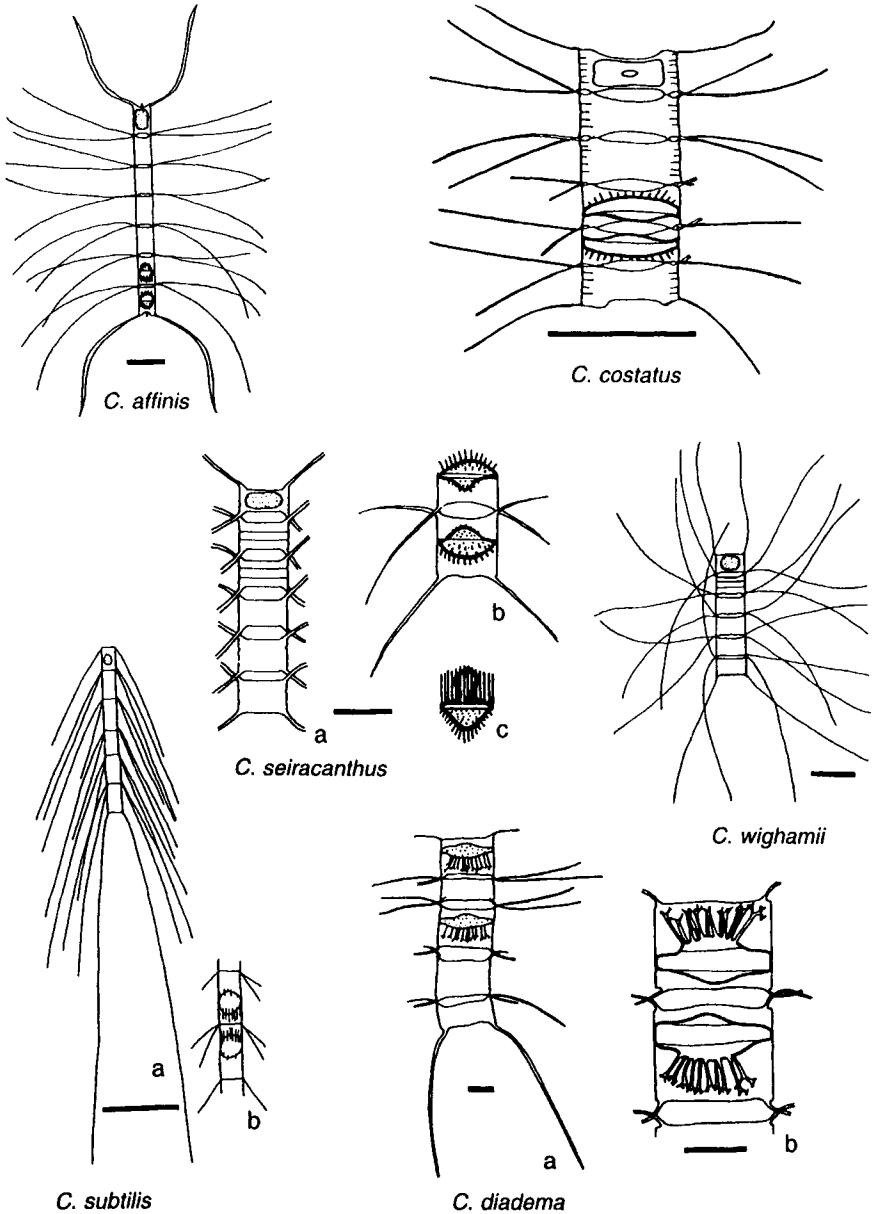 C. affinis
C. costatus
a
b
c
C. seiracanthus
C. wighamii
a
b
C. subtilis
a
b
C. diadema